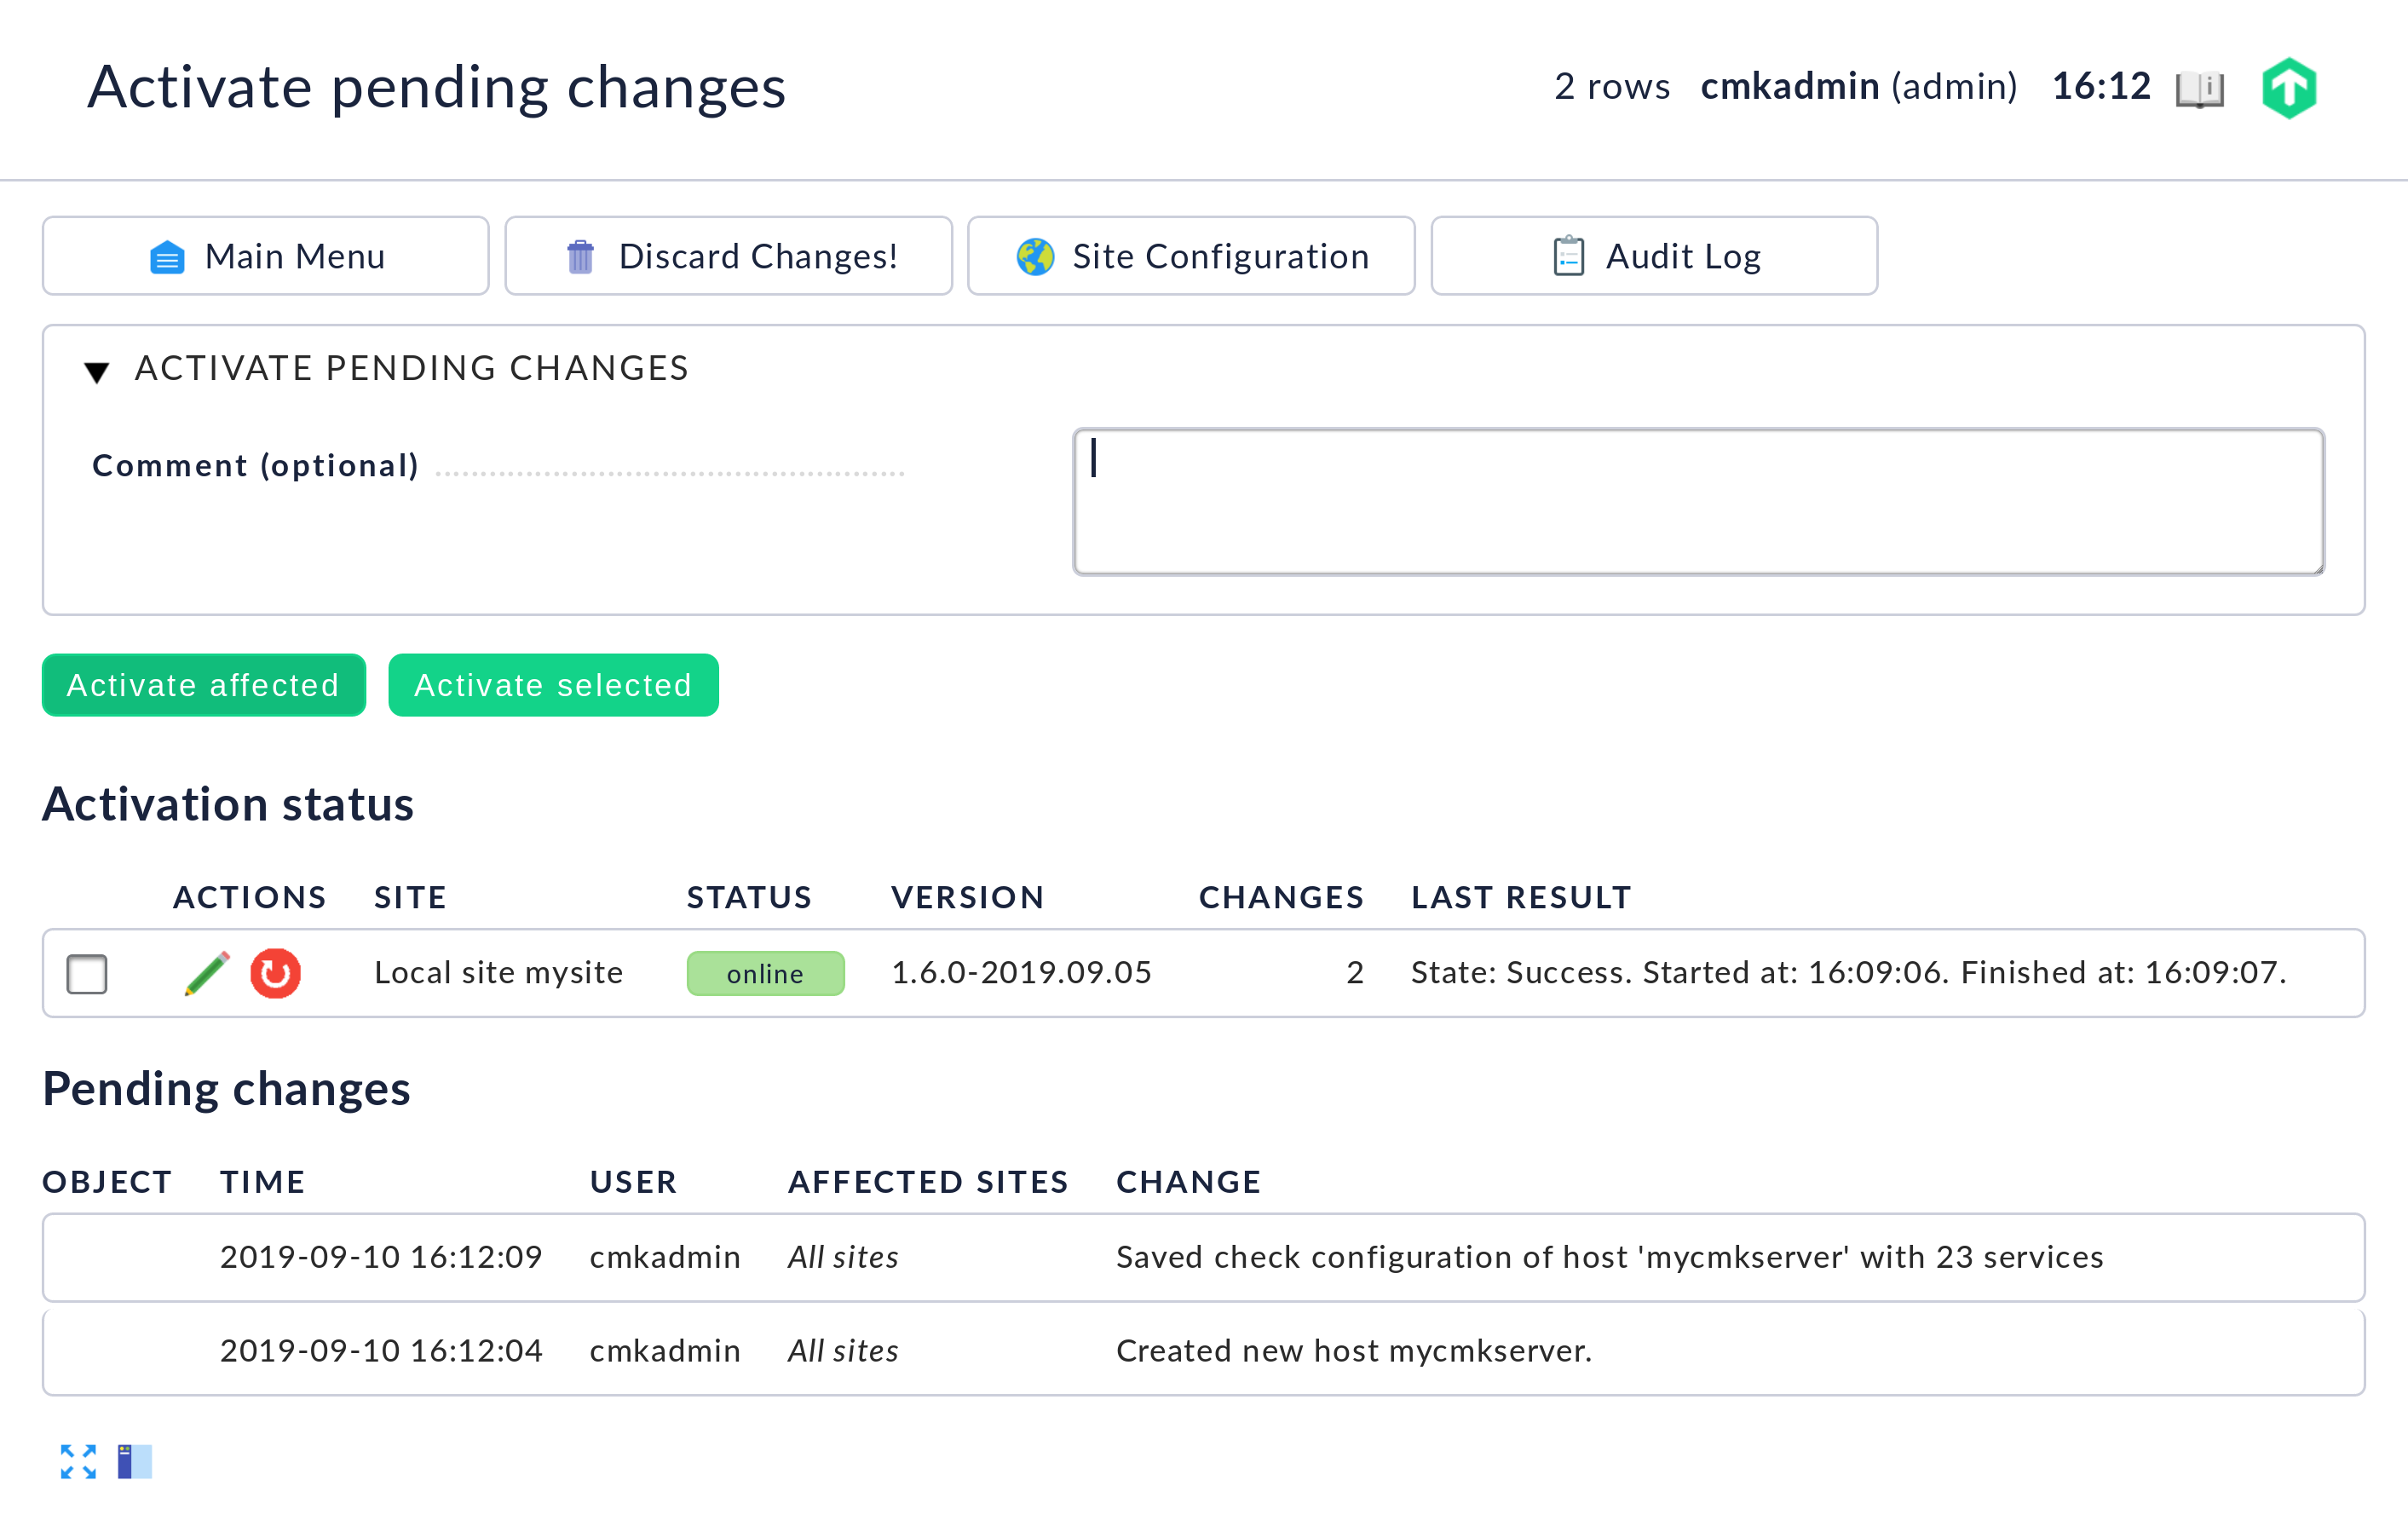 Activate pending changes 2 rows cmkadmin (admin) 16:12
Main Menu Discard Changes! Site Configuration Audit Log
ACTIVATE PENDING CHANGES
Comment (optional)
Activate affected Activate selected
Activation status
ACTIONS SITE STATUS VERSION CHANGES LAST RESULT
Local site mysite online 1.6.0-2019.09.05 2 State: Success. Started at: 16:09:06. Finished at: 16:09:07.
Pending changes
OBJECT TIME USER AFFECTED SITES CHANGE
2019-09-10 16:12:09 cmkadmin All sites Saved check configuration of host 'mycmkserver' with 23 services
2019-09-10 16:12:04 cmkadmin All sites Created new host mycmkserver.